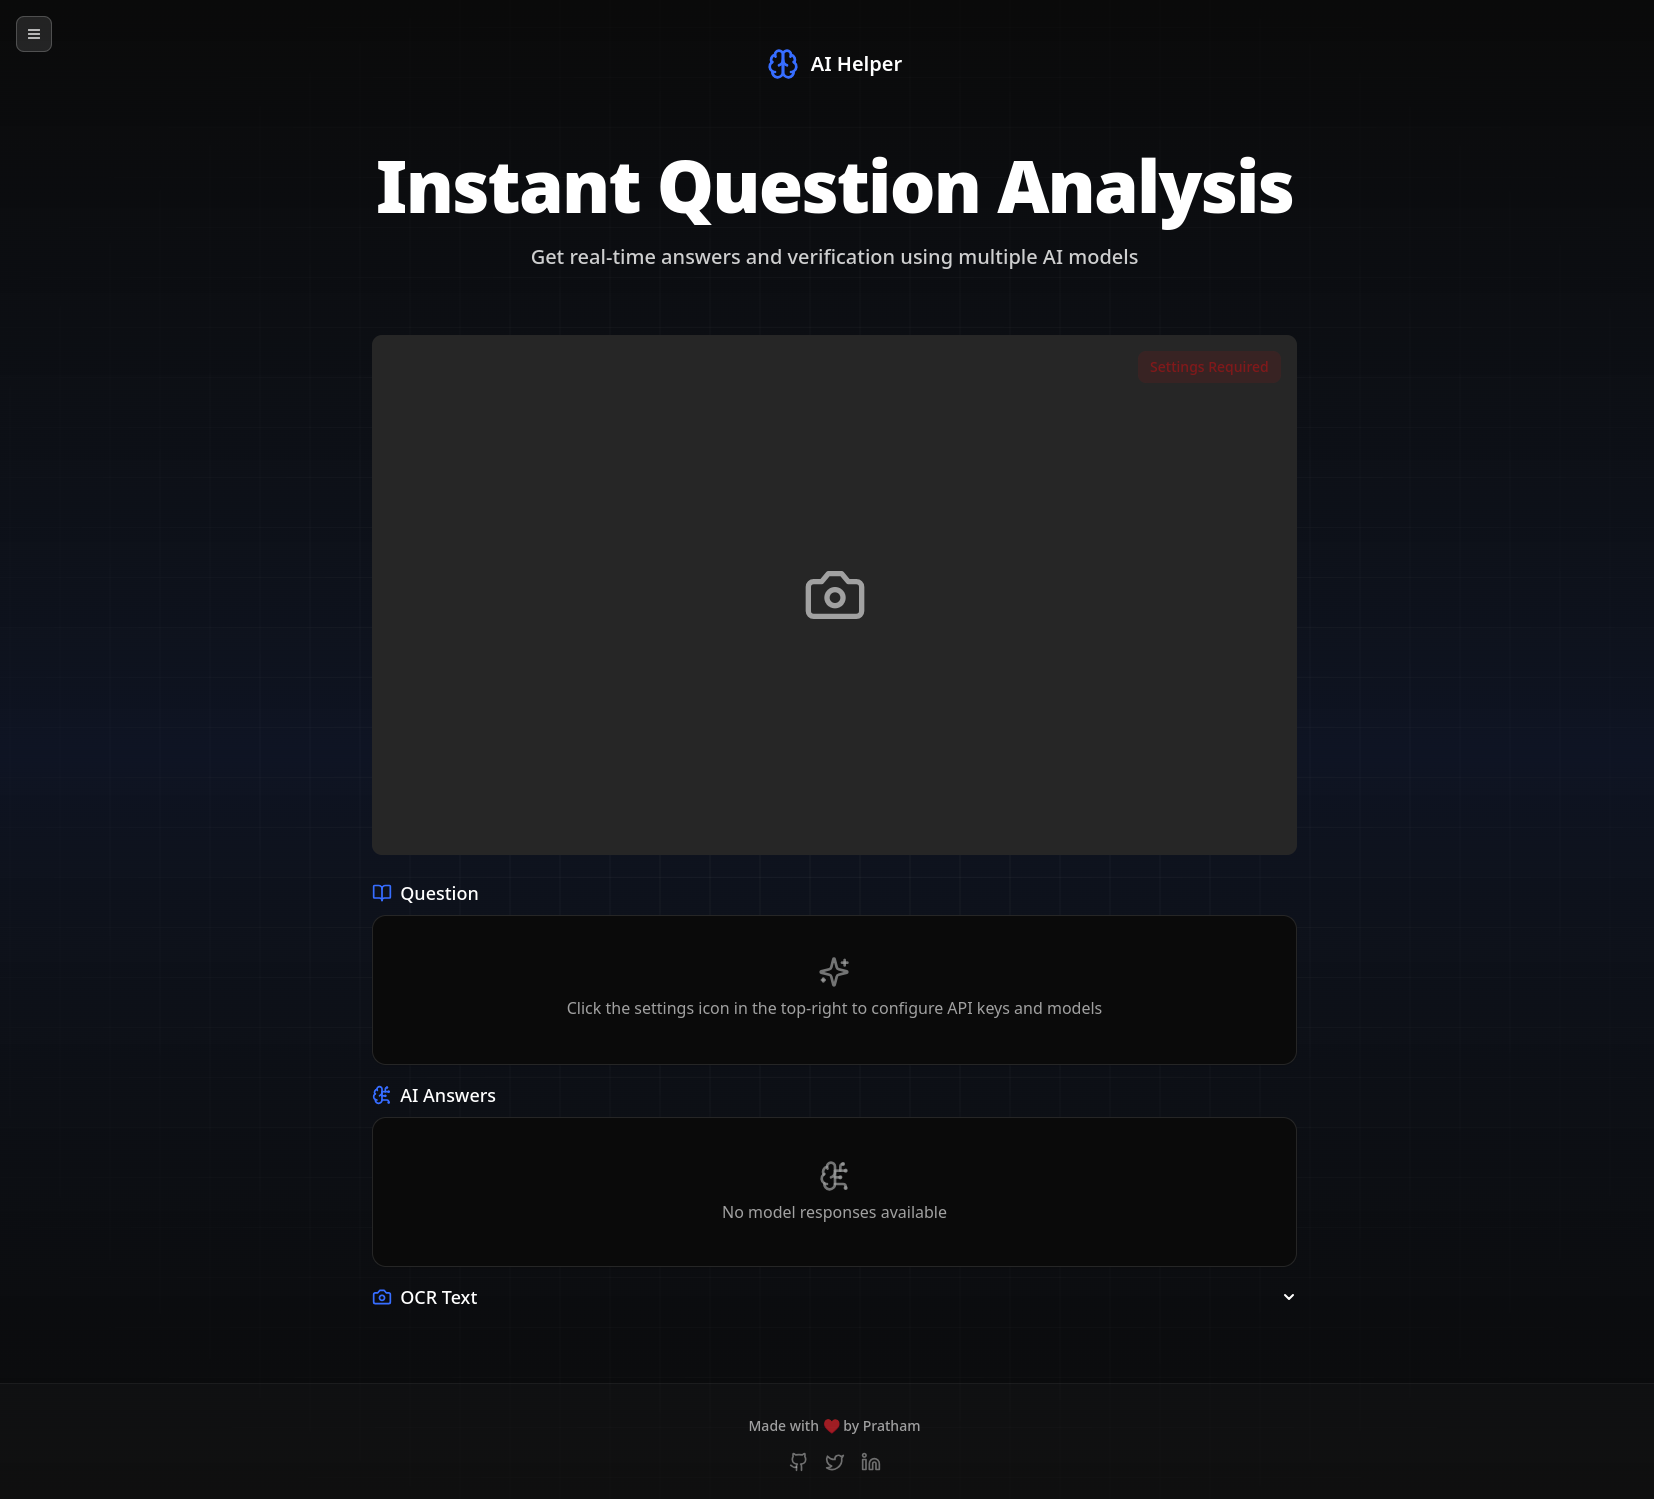 AI Helper
Instant Question Analysis
Get real-time answers and verification using multiple AI models
Settings Required
Question
Click the settings icon in the top-right to configure API keys and models
AI Answers
No model responses available
OCR Text
Made with ❤️ by Pratham